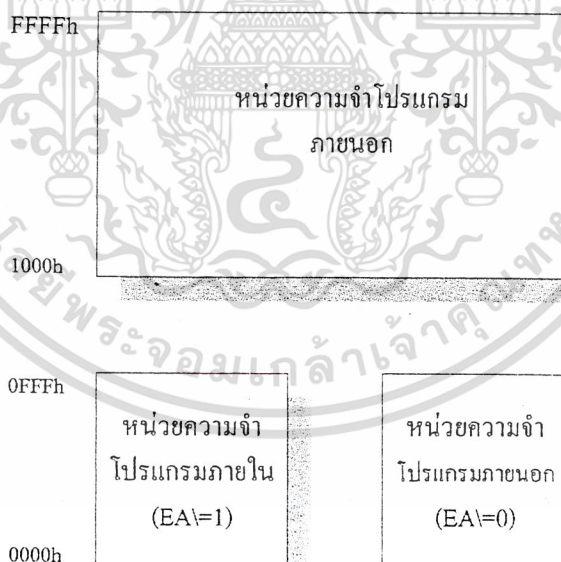 FFFFh
หน่วยความจำโปรแกรม
ภายนอก
1000h
0FFFh
หน่วยความจำ
โปรแกรมภายใน
(EA\=1)
หน่วยความจำ
โปรแกรมภายนอก
(EA\=0)
0000h